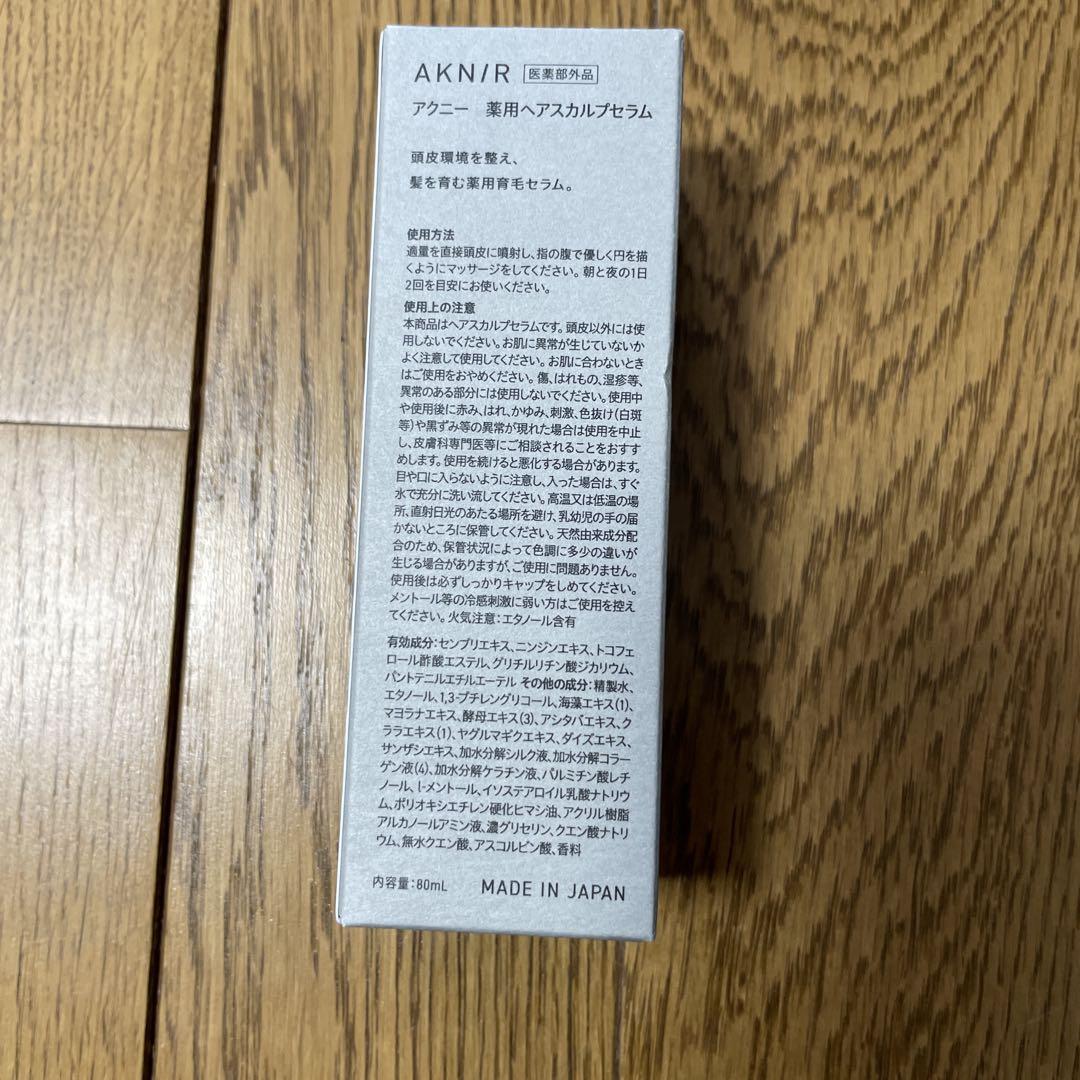 AKN/R 医薬部外品
アクニー 薬用ヘアスカルプセラム
頭皮環境を整え、
髪を育む薬用育毛セラム。
使用方法
適量を直接頭皮に噴射し、指の腹で優しく円を描
くようにマッサージをしてください。朝と夜の1日
2回を目安にお使いください。
使用上の注意
本商品はヘアスカルプセラムです。頭皮以外には使
用しないでください。お肌に異常が生じていないか
よく注意して使用してください。お肌に合わないとき
はご使用をおやめください。傷、はれもの、湿疹等、
異常のある部分には使用しないでください。使用中
や使用後に赤み、はれ、かゆみ、刺激、色抜け(白斑
等)や黒ずみ等の異常が現れた場合は使用を中止
し、皮膚科専門医等にご相談されることをおすす
めします。使用を続けると悪化する場合があります。
目や口に入らないように注意し、入った場合は、すぐ
水で充分に洗い流してください。高温又は低温の場
所、直射日光のあたる場所を避け、乳幼児の手の届
かないところに保管してください。天然由来成分配
合のため、保管状況によって色調に多少の違いが
生じる場合がありますが、ご使用に問題ありません。
使用後は必ずしっかりキャップをしめてください。
メントール等の冷感刺激に弱い方はご使用を控え
てください。火気注意:エタノール含有
有効成分:センブリエキス、ニンジンエキス、トコフェ
ロール酢酸エステル、グリチルリチン酸ジカリウム、
パントテニルエチルエーテル その他の成分:精製水、
エタノール、1,3-ブチレングリコール、海藻エキス(1)、
マヨラナエキス、酵母エキス(3)、アシタバエキス、ク
ララエキス(1)、ヤグルマギクエキス、ダイズエキス、
サンザシエキス、加水分解シルク液、加水分解コラー
ゲン液(4)、加水分解ケラチン液、パルミチン酸レチ
ノール、l-メントール、イソステアロイル乳酸ナトリウ
ム、ポリオキシエチレン硬化ヒマシ油、アクリル樹脂
アルカノールアミン液、濃グリセリン、クエン酸ナトリ
ウム、無水クエン酸、アスコルビン酸、香料
内容量:80mL MADE IN JAPAN